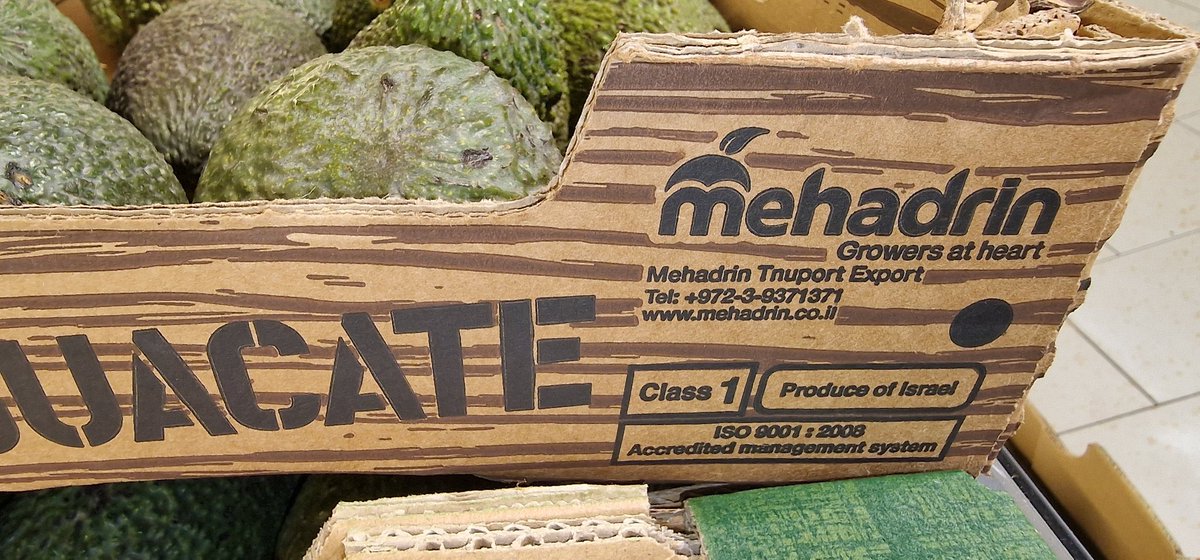 UACATE
mehadrin
Growers at heart
Mehadrin Tnuport Export
Tel: +972-3-9371371
www.mehadrin.co.il
Class 1
Produce of Israel
ISO 9001 : 2008
Accredited management system